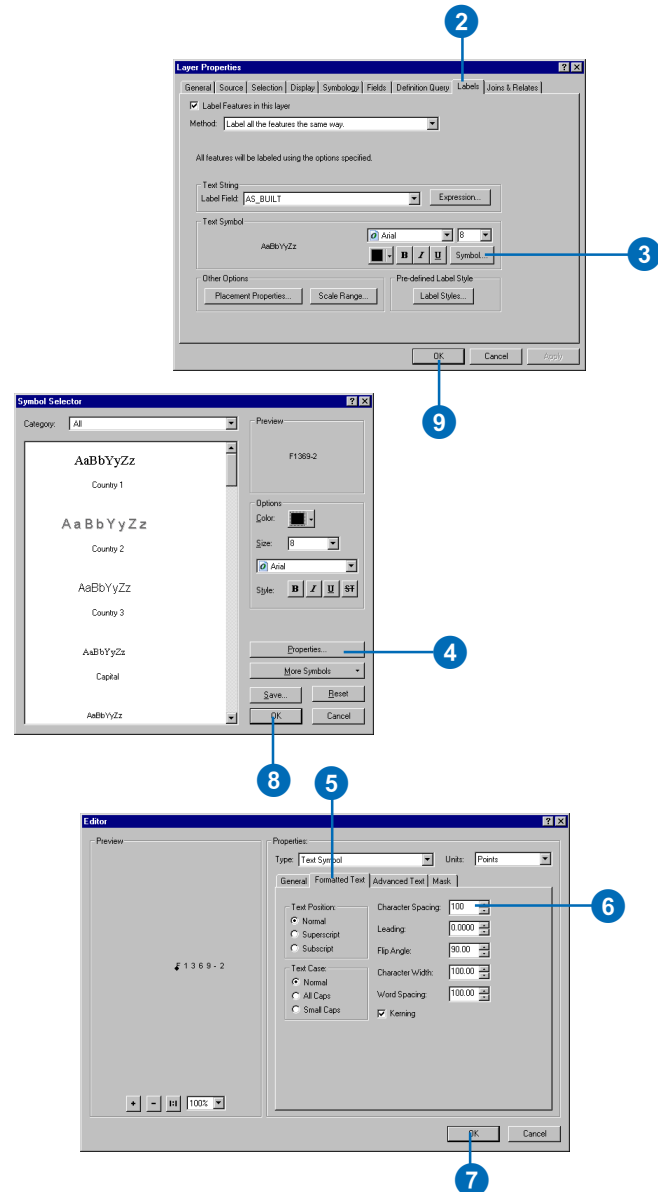 2
Layer Properties
General Source Selection Display Symbology Fields Definition Query Labels Joins & Relates
Label Features in this layer
Method: Label all the features the same way.
All features will be labeled using the options specified.
Text String
Label Field: AS_BUILT Expression...
Text Symbol
AaBbYyZz
Arial 8
B I U Symbol...
3
Other Options
Placement Properties... Scale Range...
Pre-defined Label Style
Label Styles...
OK Cancel Apply
9
Symbol Selector
Category: All
AaBbYyZz
Country 1
AaBbYyZz
Country 2
AaBbYyZz
Country 3
AaBbYyZz
Capital
AaBbYyZz
Preview
F1369-2
Options
Color:
Size: 8
Arial
Style: B I U ST
Properties...
4
More Symbols
Save... Reset
OK Cancel
8
5
Editor
Preview
F1369-2
+ - 1:1 100%
Properties:
Type: Text Symbol Units: Points
General Formatted Text Advanced Text Mask
Text Position:
Normal
Superscript
Subscript
Text Case:
Normal
All Caps
Small Caps
Character Spacing: 100
6
Leading: 0.0000
Flip Angle: 90.00
Character Width: 100.00
Word Spacing: 100.00
Kerning
OK Cancel
7